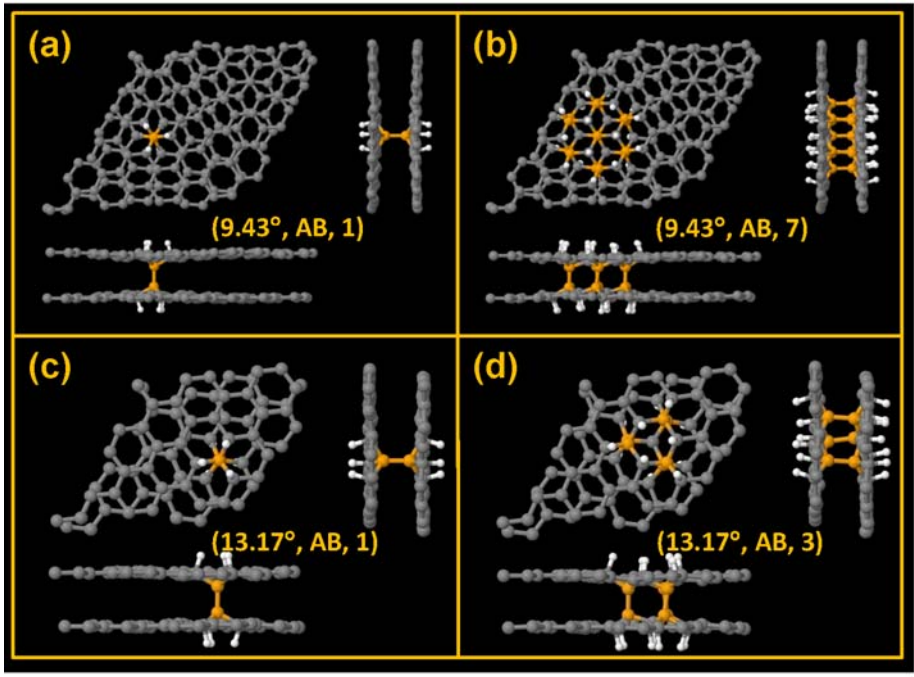 (a)
(9.43°, AB, 1)
(b)
(9.43°, AB, 7)
(c)
(13.17°, AB, 1)
(d)
(13.17°, AB, 3)